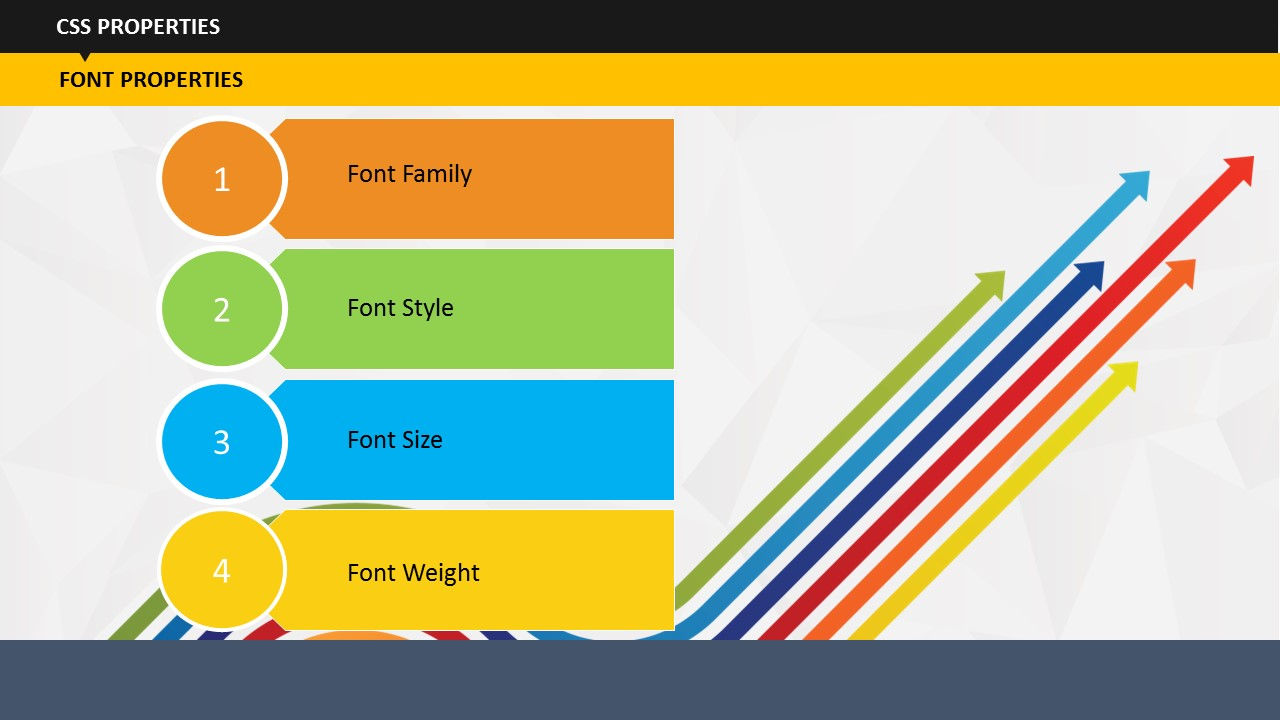 CSS PROPERTIES
FONT PROPERTIES
1
Font Family
2
Font Style
3
Font Size
4
Font Weight